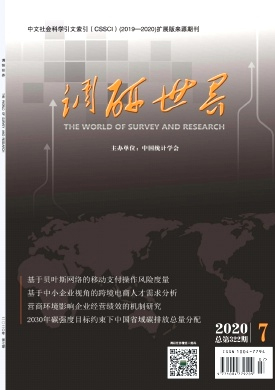 中文社会科学引文索引（CSSCI）(2019—2020)扩展版来源期刊
调研世界
THE WORLD OF SURVEY AND RESEARCH
主办单位：中国统计学会
基于贝叶斯网络的移动支付操作风险度量
基于中小企业视角的跨境电商人才需求分析
营商环境影响企业经营绩效的机制研究
2030年碳强度目标约束下中国省域碳排放总量分配
2020
总第322期
7
ISSN 1004-7794